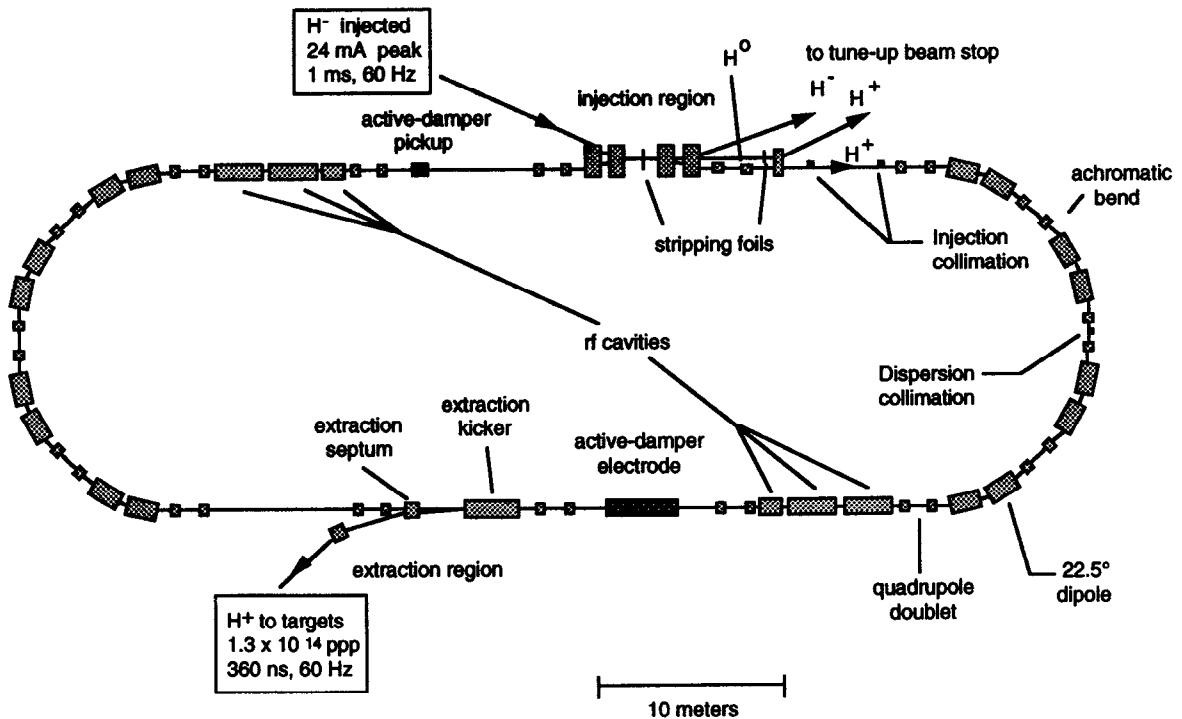 H- injected
24 mA peak
1 ms, 60 Hz
active-damper
pickup
injection region
H0
to tune-up beam stop
H-
H+
H+
stripping foils
Injection
collimation
achromatic
bend
rf cavities
Dispersion
collimation
extraction
septum
extraction
kicker
active-damper
electrode
extraction region
quadrupole
doublet
22.5°
dipole
H+ to targets
1.3 x 10 14 ppp
360 ns, 60 Hz
10 meters